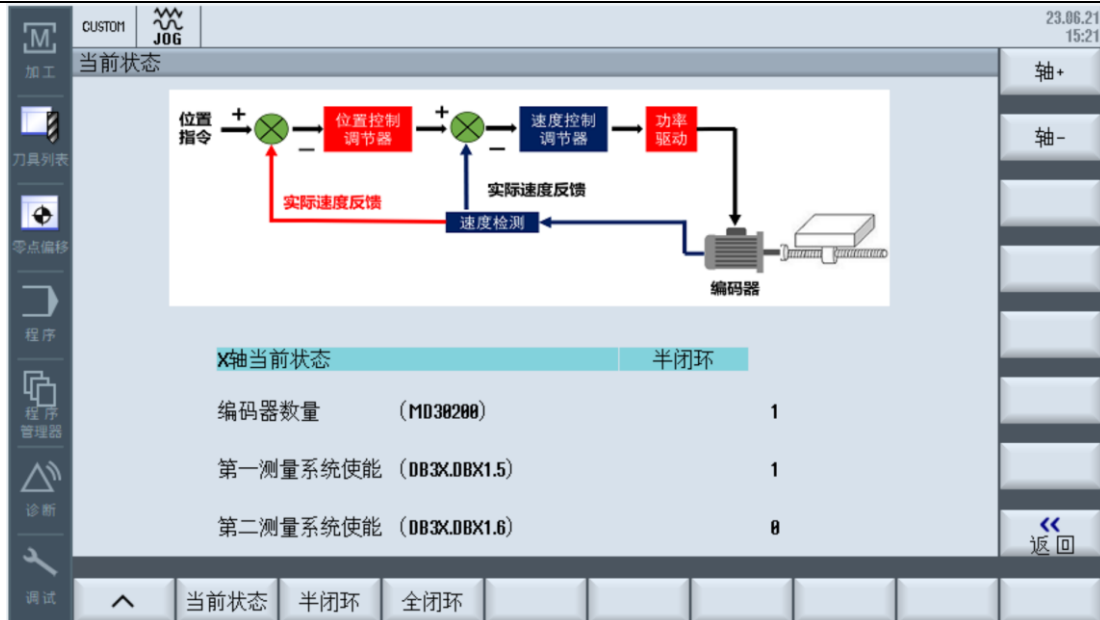 CUSTOM
JOG
23.06.21
15:21
M
加工
刀具列表
零点偏移
程序
程序
管理器
诊断
调试
当前状态
位置
指令
+
−
位置控制
调节器
+
−
速度控制
调节器
功率
驱动
实际速度反馈
实际速度反馈
速度检测
编码器
X轴当前状态 半闭环
编码器数量 (MD30200) 1
第一测量系统使能 (DB3X.DBX1.5) 1
第二测量系统使能 (DB3X.DBX1.6) 0
轴+
轴-
<<
返回
当前状态 半闭环 全闭环